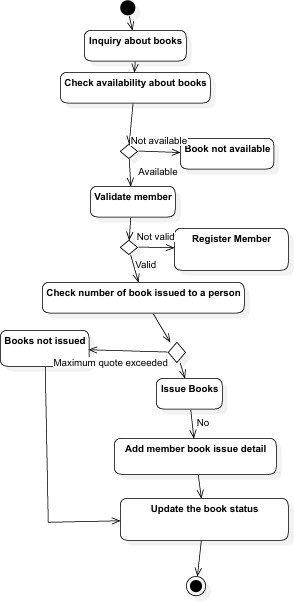 Inquiry about books
Check availability about books
Not available
Book not available
Available
Validate member
Not valid
Register Member
Valid
Check number of book issued to a person
Books not issued
Maximum quote exceeded
Issue Books
No
Add member book issue detail
Update the book status